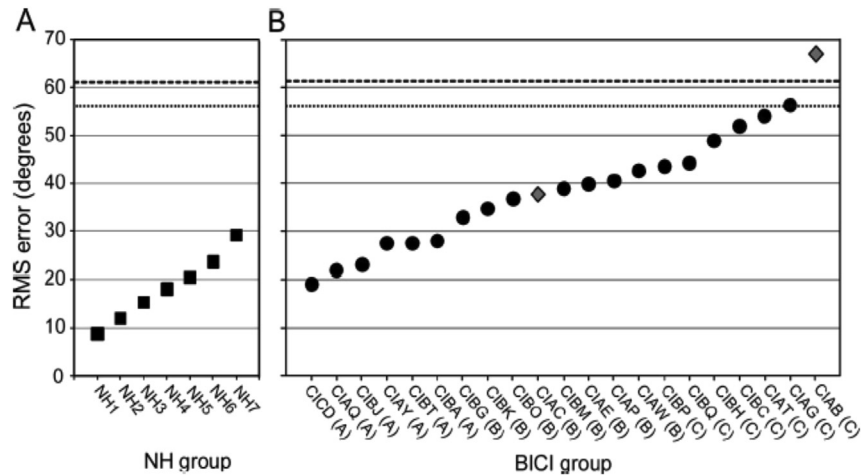 A
B
RMS error (degrees)
70
60
50
40
30
20
10
0
NH1
NH2
NH3
NH4
NH5
NH6
NH7
NH group
CICD (A)
CIAQ (A)
CIBJ (A)
CIAY (A)
CIBT (A)
CIBA (A)
CIBG (B)
CIBK (B)
CIBO (B)
CIAC (B)
CIBM (B)
CIAE (B)
CIAP (B)
CIAW (B)
CIBP (C)
CIBQ (C)
CIBH (C)
CIBC (C)
CIAT (C)
CIAG (C)
CIAB (C)
BICI group